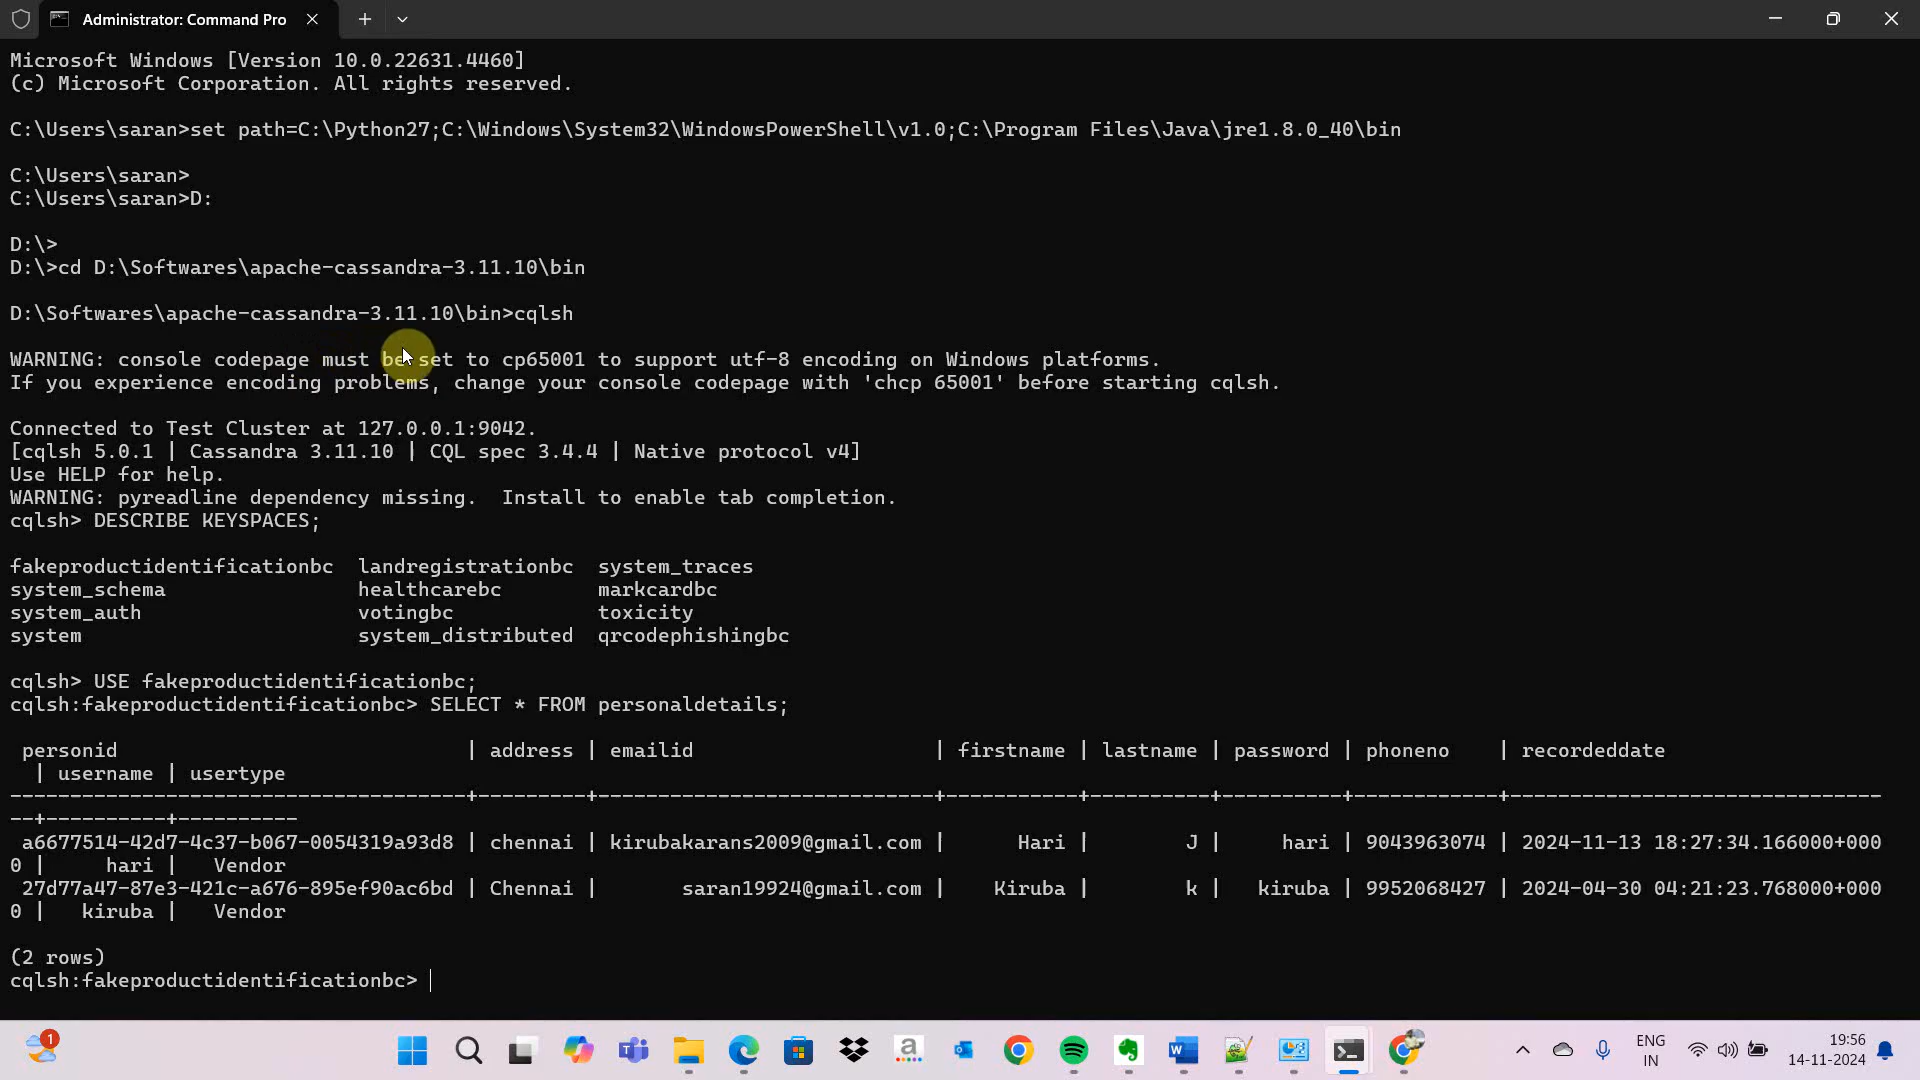 Administrator: Command Pro
Microsoft Windows [Version 10.0.22631.4460]
(c) Microsoft Corporation. All rights reserved.
C:\Users\saran>set path=C:\Python27;C:\Windows\System32\WindowsPowerShell\v1.0;C:\Program Files\Java\jre1.8.0_40\bin
C:\Users\saran>
C:\Users\saran>D:
D:\>
D:\>cd D:\Softwares\apache-cassandra-3.11.10\bin
D:\Softwares\apache-cassandra-3.11.10\bin>cqlsh
WARNING: console codepage must be set to cp65001 to support utf-8 encoding on Windows platforms.
If you experience encoding problems, change your console codepage with 'chcp 65001' before starting cqlsh.
Connected to Test Cluster at 127.0.0.1:9042.
[cqlsh 5.0.1 | Cassandra 3.11.10 | CQL spec 3.4.4 | Native protocol v4]
Use HELP for help.
WARNING: pyreadline dependency missing.  Install to enable tab completion.
cqlsh> DESCRIBE KEYSPACES;
fakeproductidentificationbc  landregistrationbc  system_traces
system_schema                healthcarebc        markcardbc
system_auth                  votingbc            toxicity
system                       system_distributed  qrcodephishingbc
cqlsh> USE fakeproductidentificationbc;
cqlsh:fakeproductidentificationbc> SELECT * FROM personaldetails;
 personid                             | address | emailid                    | firstname | lastname | password | phoneno    | recordeddate
  | username | usertype
--------------------------------------+---------+----------------------------+-----------+----------+----------+------------+-------------------------------
--+----------+----------
 a6677514-42d7-4c37-b067-0054319a93d8 | chennai | kirubakarans2009@gmail.com |      Hari |        J |     hari | 9043963074 | 2024-11-13 18:27:34.166000+000
0 |     hari |   Vendor
 27d77a47-87e3-421c-a676-895ef90ac6bd | Chennai |       saran19924@gmail.com |    Kiruba |        k |   kiruba | 9952068427 | 2024-04-30 04:21:23.768000+000
0 |   kiruba |   Vendor
(2 rows)
cqlsh:fakeproductidentificationbc>
1
a
W
ENG
IN
19:56
14-11-2024